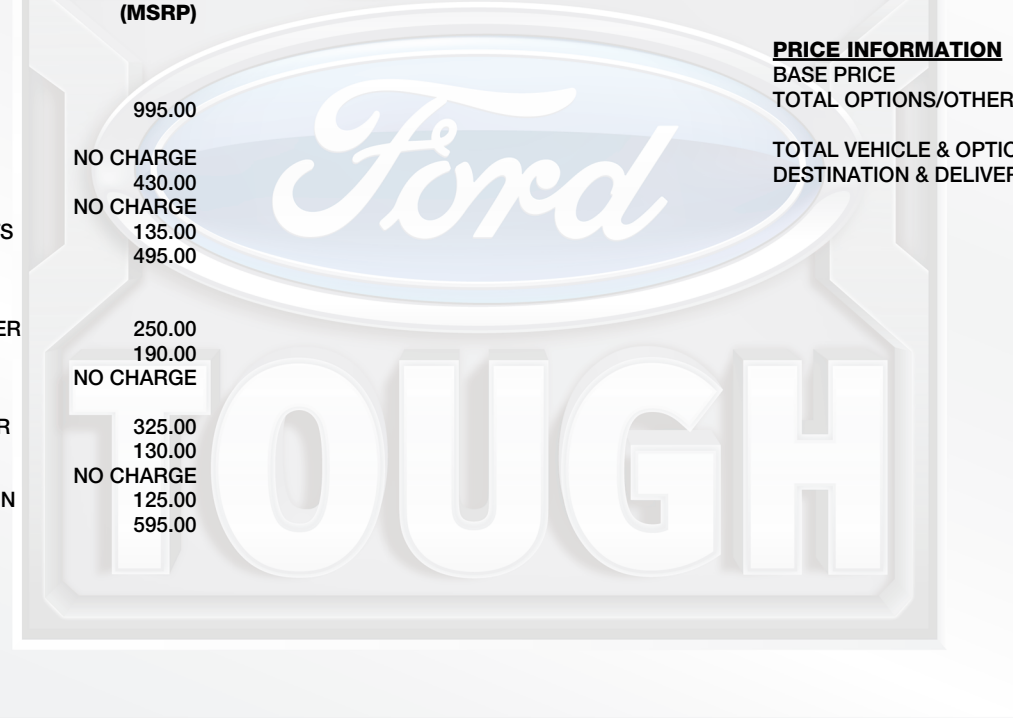 (MSRP)
995.00
NO CHARGE
430.00
NO CHARGE
S 135.00
495.00
ER 250.00
190.00
NO CHARGE
R 325.00
130.00
NO CHARGE
N 125.00
595.00
PRICE INFORMATION
BASE PRICE
TOTAL OPTIONS/OTHER
TOTAL VEHICLE & OPTIO
DESTINATION & DELIVER
Ford
TOUGH